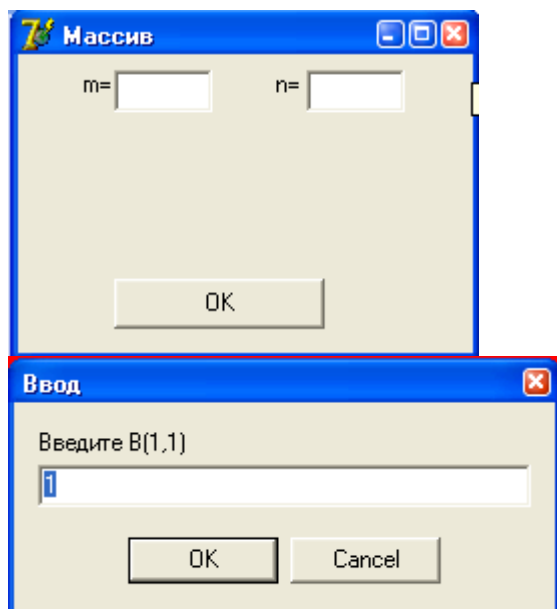 Массив
m= n=
OK
Ввод
Введите B(1,1)
1
OK Cancel